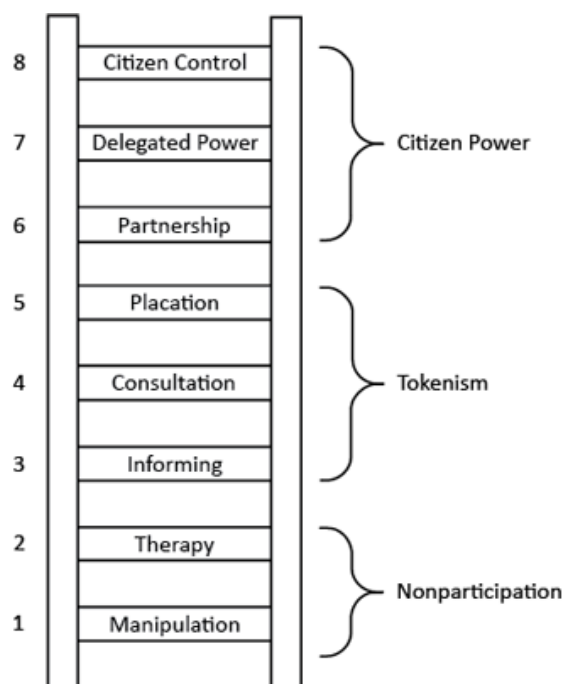 8 Citizen Control
7 Delegated Power
Citizen Power
6 Partnership
5 Placation
4 Consultation
Tokenism
3 Informing
2 Therapy
Nonparticipation
1 Manipulation